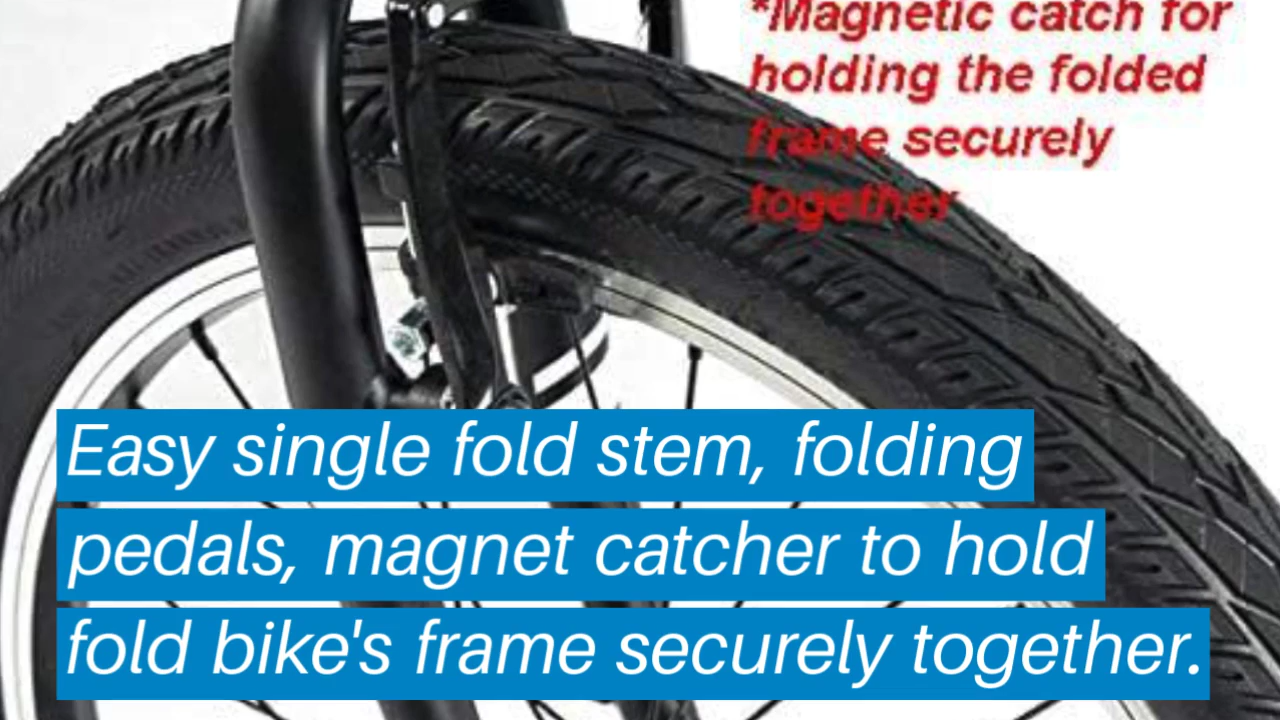 *Magnetic catch for
holding the folded
frame securely
together
Easy single fold stem, folding
pedals, magnet catcher to hold
fold bike's frame securely together.